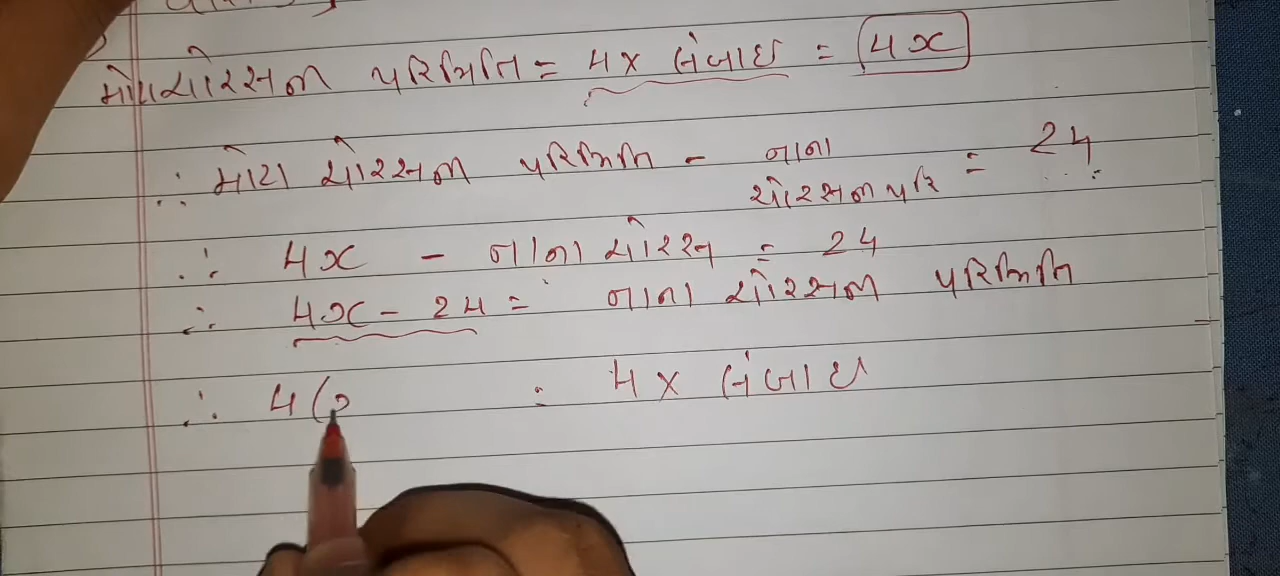 મોટા ચોરસની પરિમિતિ = 4 × લંબાઈ = 4x
∴ મોટા ચોરસની પરિમિતિ - નાના ચોરસની પરિ = 24
∴ 4x - નાના ચોરસ = 24
∴ 4x - 24 = નાના ચોરસની પરિમિતિ
∴ 4( = 4 × લંબાઈ